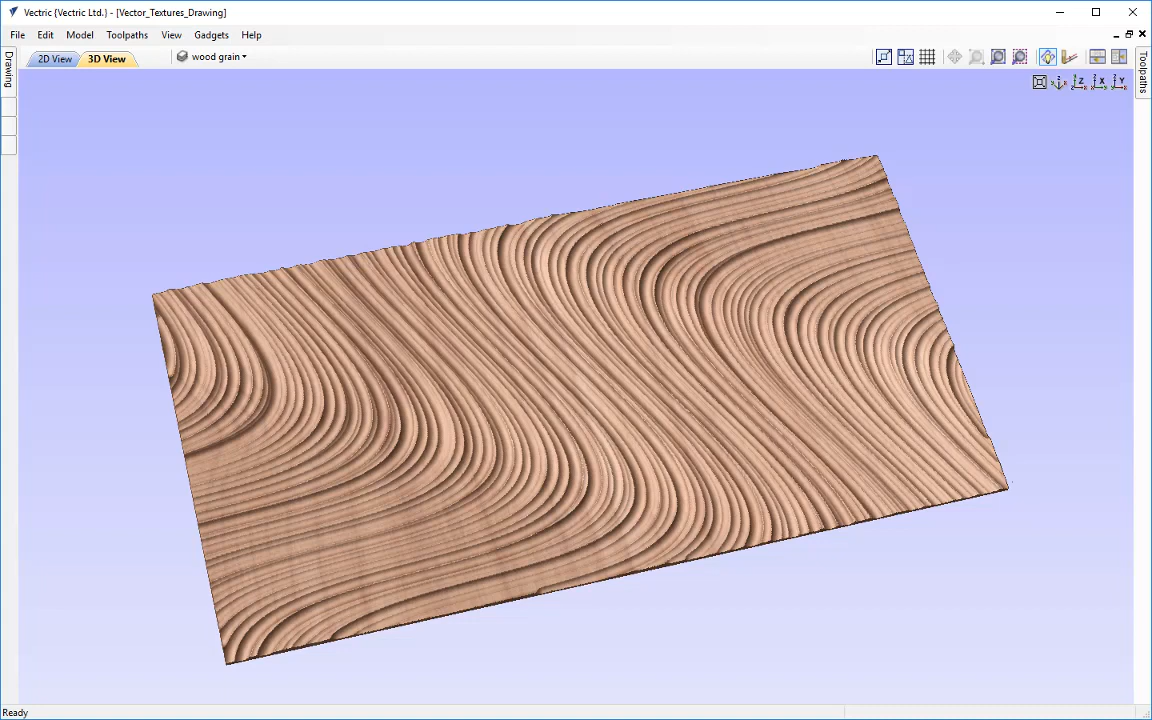 Vectric {Vectric Ltd.} - [Vector_Textures_Drawing]
File Edit Model Toolpaths View Gadgets Help
Drawing
2D View 3D View wood grain
Toolpaths
Z X Y
Ready